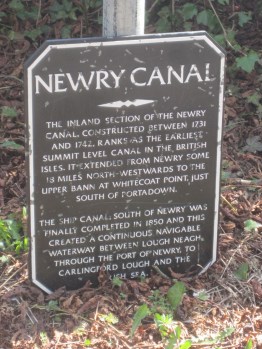 NEWRY CANAL
THE INLAND SECTION OF THE NEWRY
CANAL, CONSTRUCTED BETWEEN 1731
AND 1742, RANKS AS THE EARLIEST
SUMMIT LEVEL CANAL IN THE BRITISH
ISLES. IT EXTENDED FROM NEWRY SOME
18 MILES NORTH-WESTWARDS TO THE
UPPER BANN AT WHITECOAT POINT, JUST
SOUTH OF PORTADOWN.
THE SHIP CANAL SOUTH OF NEWRY WAS
FINALLY COMPLETED IN 1850 AND THIS
CREATED A CONTINUOUS NAVIGABLE
WATERWAY BETWEEN LOUGH NEAGH,
THROUGH THE PORT OF NEWRY, TO
CARLINGFORD LOUGH AND THE
SEA.